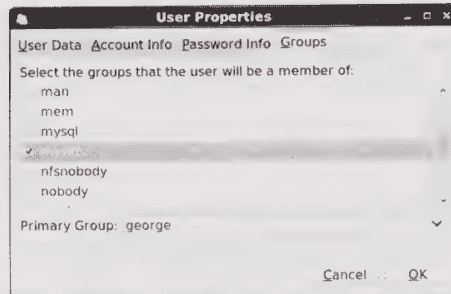 User Properties
User Data Account Info Password Info Groups
Select the groups that the user will be a member of:
man
mem
mysql
nfsnobody
nobody
Primary Group: george
Cancel OK